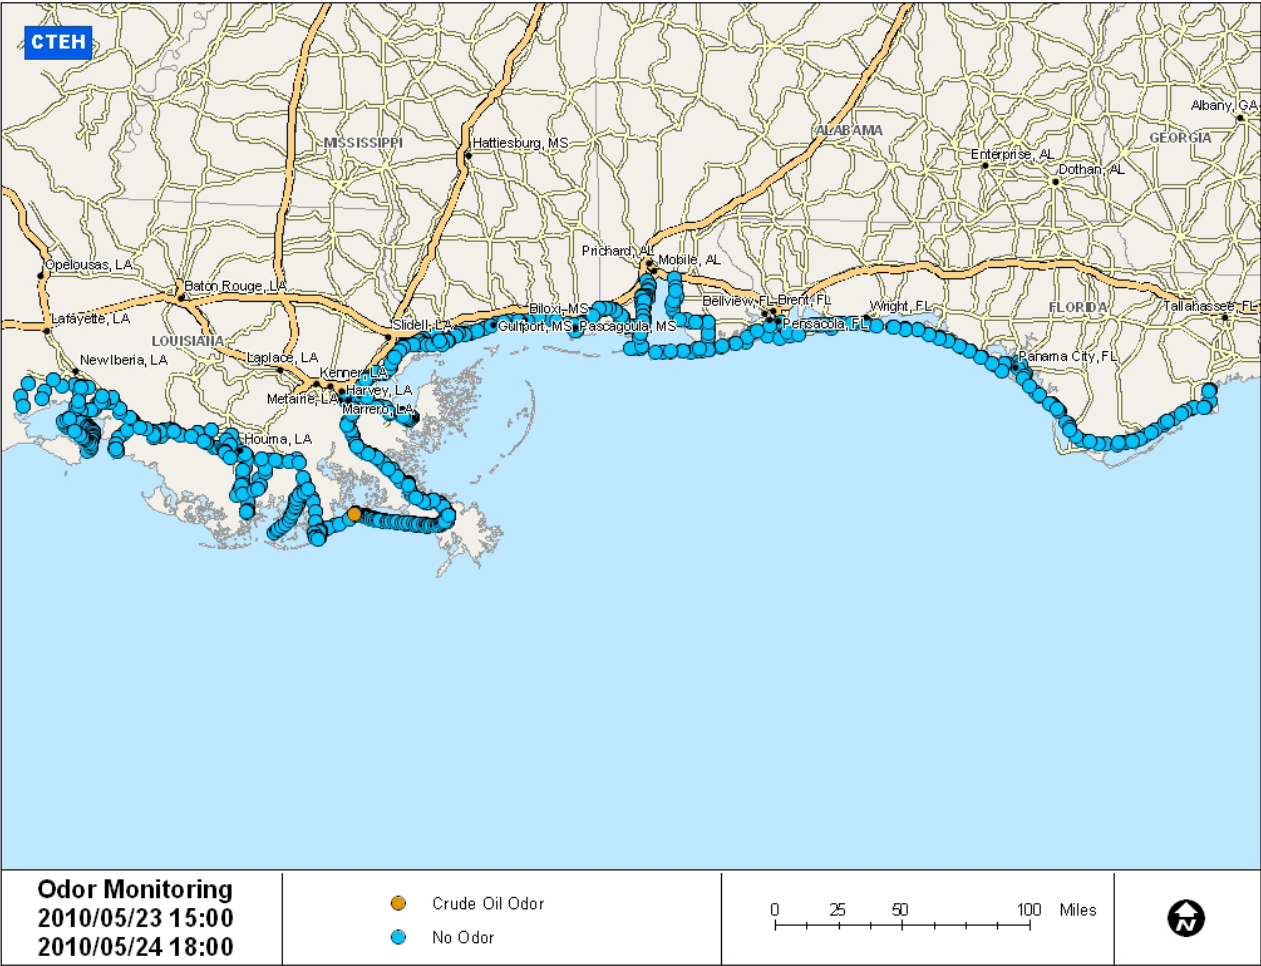 CTEH
Albany, GA
ALABAMA
GEORGIA
MISSISSIPPI
Hattiesburg, MS
Enterprise, AL
Dothan, AL
Prichard, AL
Mobile, AL
Opelousas, LA
Baton Rouge, LA
Bellview, FL
Brent, FL
Wright, FL
FLORIDA
Tallahassee, FL
Biloxi, MS
Lafayette, LA
Slidell, LA
Gulfport, MS
Pascagoula, MS
Pensacola, FL
LOUISIANA
New Iberia, LA
Laplace, LA
Panama City, FL
Kenner, LA
Harvey, LA
Metairie, LA
Marrero, LA
Houma, LA
Odor Monitoring
2010/05/23 15:00
2010/05/24 18:00
Crude Oil Odor
No Odor
0 25 50 100 Miles
N